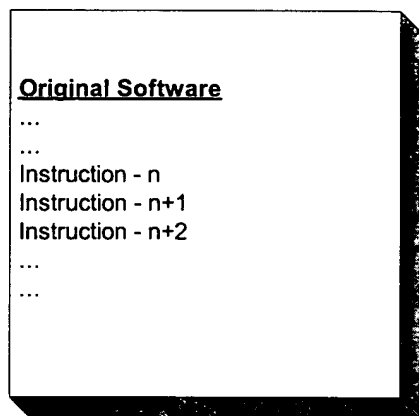 Original Software
...
...
Instruction - n
Instruction - n+1
Instruction - n+2
...
...